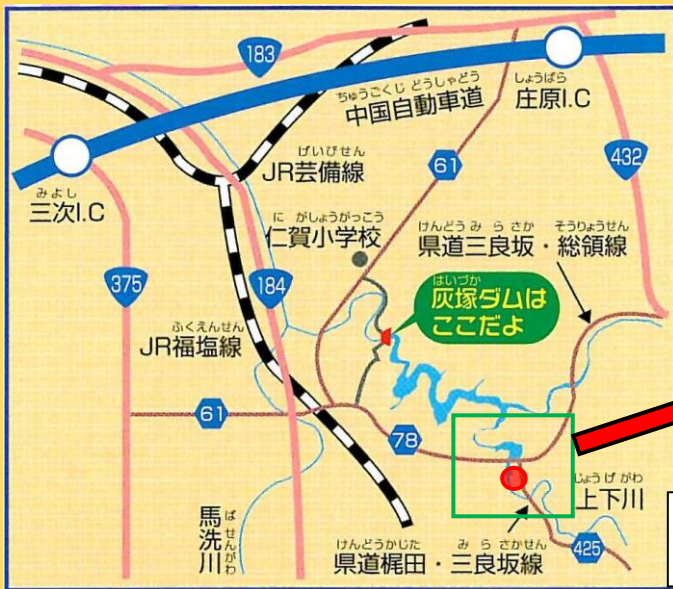 183
ちゅうごくじどうしゃどう
中国自動車道
しょうばら
庄原I.C
みよし
三次I.C
げいびせん
JR芸備線
61
432
にがしょうがっこう
仁賀小学校
けんどうみらさか そうりょうせん
県道三良坂・総領線
375
184
はいづか
灰塚ダムは
ここだよ
ふくえんせん
JR福塩線
61
78
じょうげがわ
上下川
ばせんがわ
馬洗川
けんどうかじた みらさかせん
県道梶田・三良坂線
425